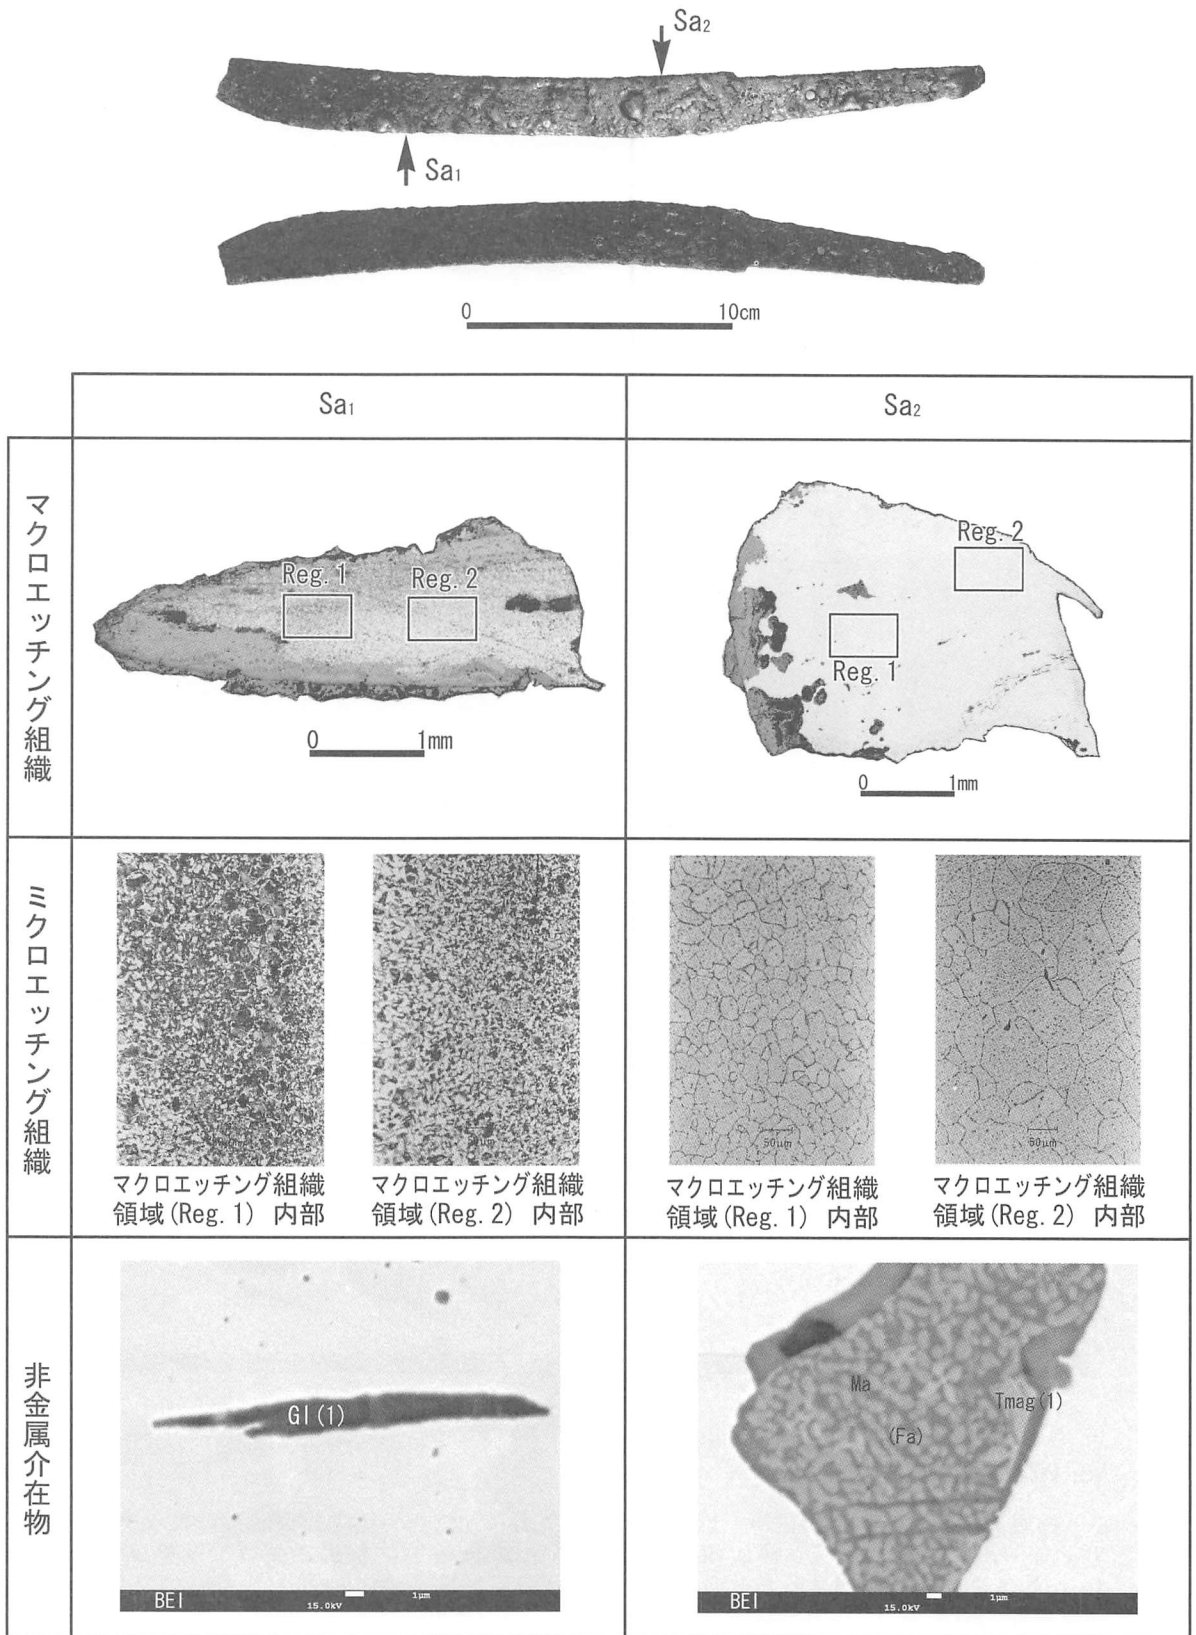 Sa₂
Sa₁
0 10cm
Sa₁ Sa₂
マクロエッチング組織
Reg. 1 Reg. 2
0 1mm
Reg. 2
Reg. 1
0 1mm
ミクロエッチング組織
50μm
50μm
マクロエッチング組織
領域(Reg. 1) 内部
マクロエッチング組織
領域(Reg. 2) 内部
マクロエッチング組織
領域(Reg. 1) 内部
マクロエッチング組織
領域(Reg. 2) 内部
非金属介在物
Gl(1)
BEI 15.0kV 1μm
Ma
Tmag(1)
(Fa)
BEI 15.0kV 1μm